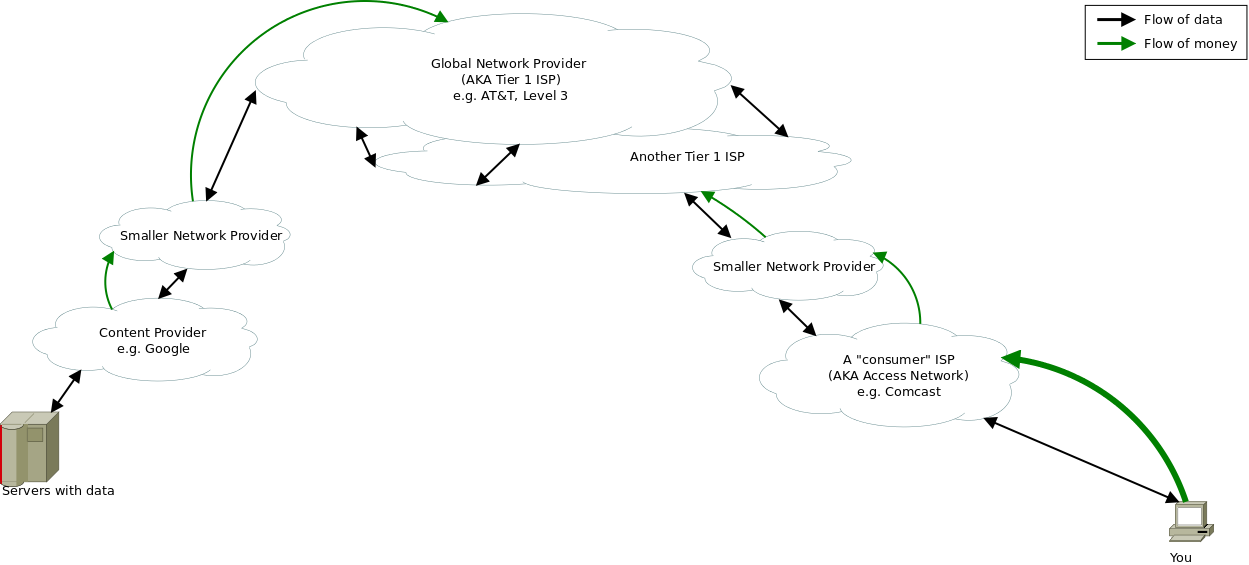 Flow of data
Flow of money
Global Network Provider
(AKA Tier 1 ISP)
e.g. AT&T, Level 3
Another Tier 1 ISP
Smaller Network Provider
Smaller Network Provider
Content Provider
e.g. Google
A "consumer" ISP
(AKA Access Network)
e.g. Comcast
Servers with data
You